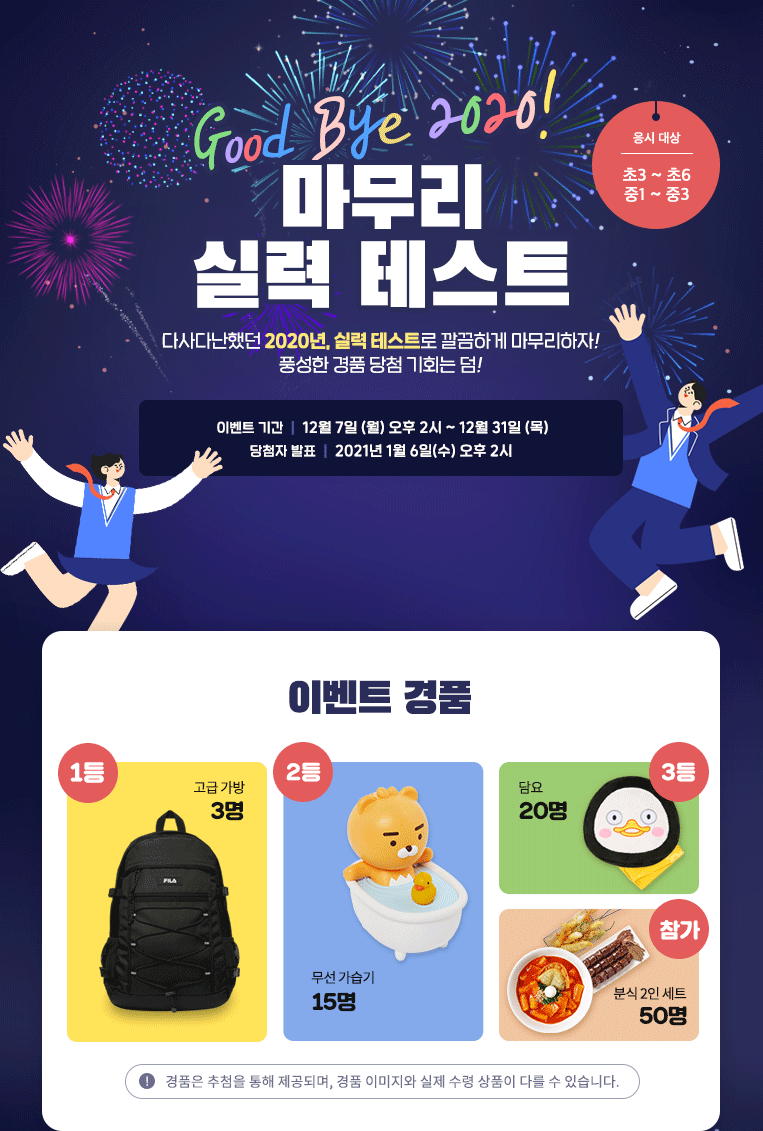 Good Bye 2020!
응시 대상
초3 ~ 초6
중1 ~ 중3
마무리
실력 테스트
다사다난했던 2020년, 실력 테스트로 깔끔하게 마무리하자!
풍성한 경품 당첨 기회는 덤!
이벤트 기간 | 12월 7일 (월) 오후 2시 ~ 12월 31일 (목)
당첨자 발표 | 2021년 1월 6일(수) 오후 2시
이벤트 경품
1등
고급 가방
3명
FILA
2등
무선 가습기
15명
3등
담요
20명
참가
분식 2인 세트
50명
! 경품은 추첨을 통해 제공되며, 경품 이미지와 실제 수령 상품이 다를 수 있습니다.